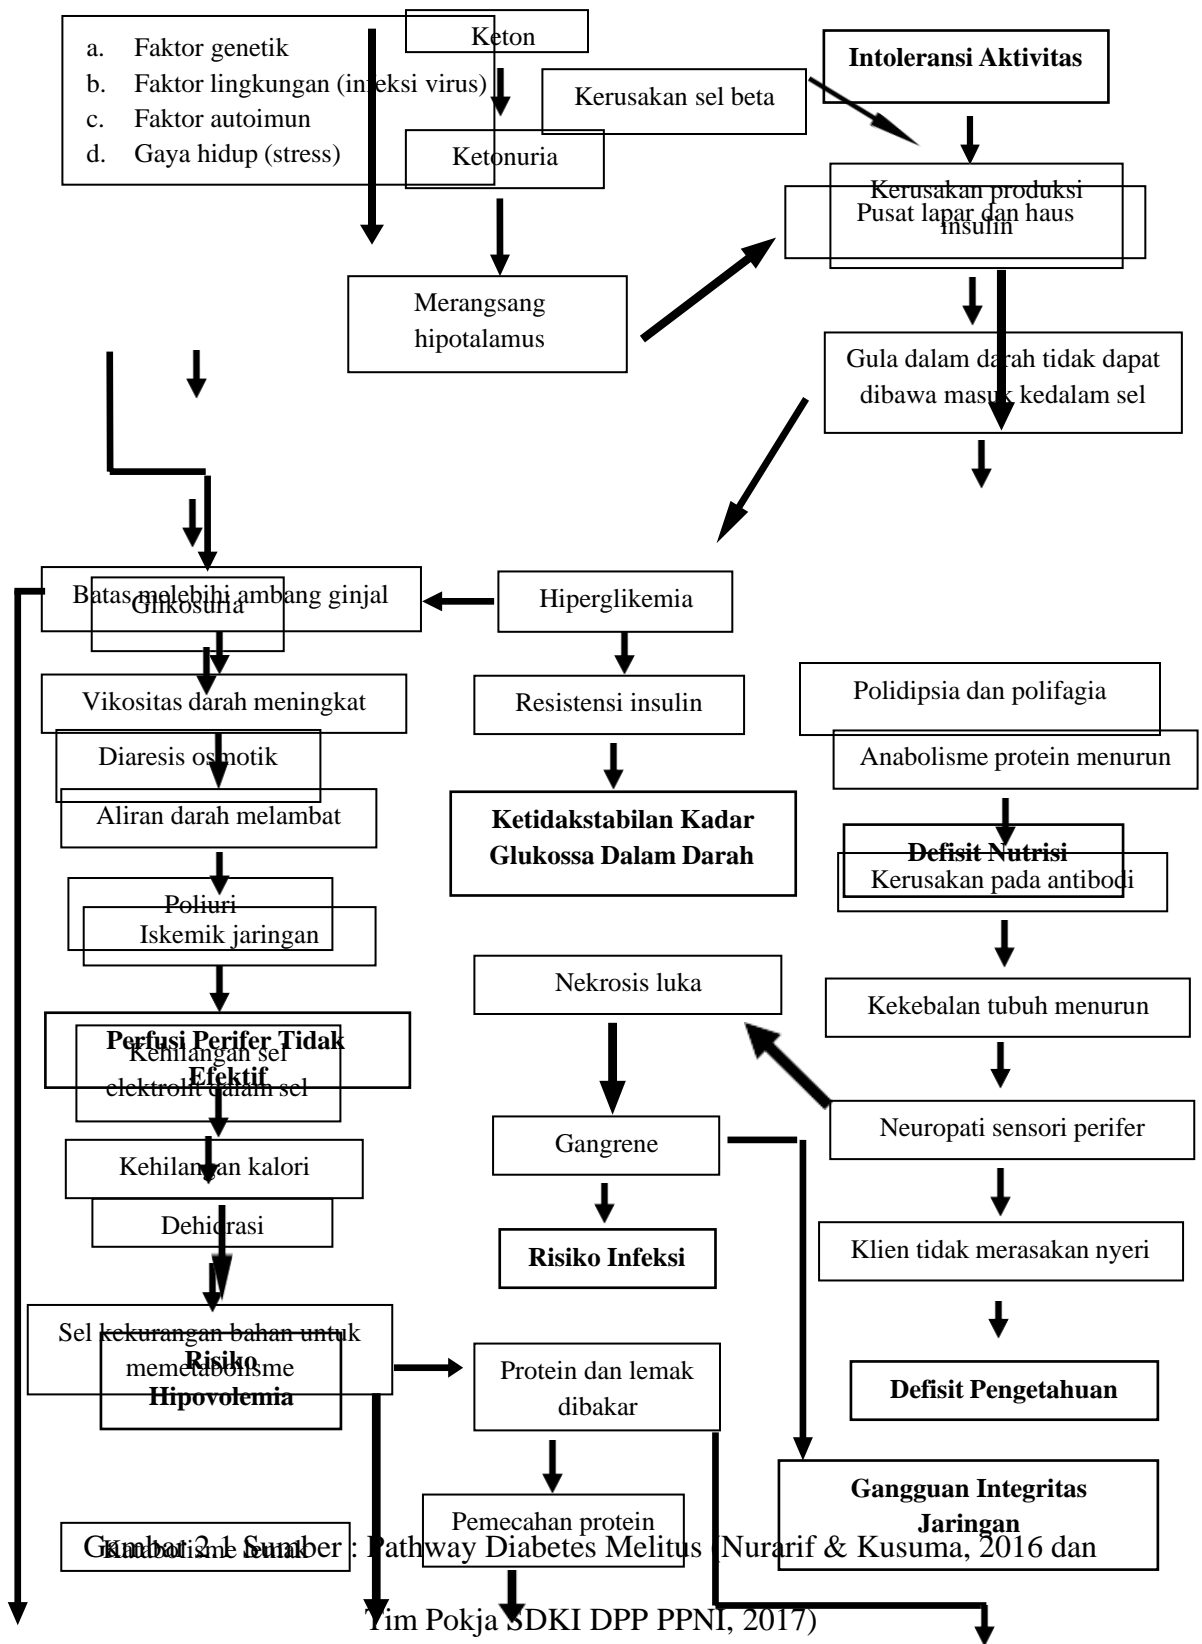 a. Faktor genetik
b. Faktor lingkungan (infeksi virus)
c. Faktor autoimun
d. Gaya hidup (stress)
Keton
Kerusakan sel beta
Ketonuria
Intoleransi Aktivitas
Kerusakan produksi
insulin
Pusat lapar dan haus
Merangsang
hipotalamus
Gula dalam darah tidak dapat
dibawa masuk kedalam sel
Batas melebihi ambang ginjal
Glikosuria
Hiperglikemia
Vikositas darah meningkat
Resistensi insulin
Polidipsia dan polifagia
Diaresis osmotik
Anabolisme protein menurun
Aliran darah melambat
Ketidakstabilan Kadar
Glukossa Dalam Darah
Defisit Nutrisi
Kerusakan pada antibodi
Poliuri
Iskemik jaringan
Nekrosis luka
Kekebalan tubuh menurun
Perfusi Perifer Tidak
Efektif
Kehilangan sel
elektrolit dalam sel
Gangrene
Neuropati sensori perifer
Kehilangan kalori
Dehidrasi
Risiko Infeksi
Klien tidak merasakan nyeri
Sel kekurangan bahan untuk
memetabolisme
Risiko
Hipovolemia
Protein dan lemak
dibakar
Defisit Pengetahuan
Gangguan Integritas
Jaringan
Pemecahan protein
Katabolisme lemak
Gambar 2.1 Sumber : Pathway Diabetes Melitus (Nurarif & Kusuma, 2016 dan
Tim Pokja SDKI DPP PPNI, 2017)